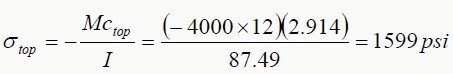 σ_top = − Mc_top / I = (− 4000 × 12)(2.914) / 87.49 = 1599 psi